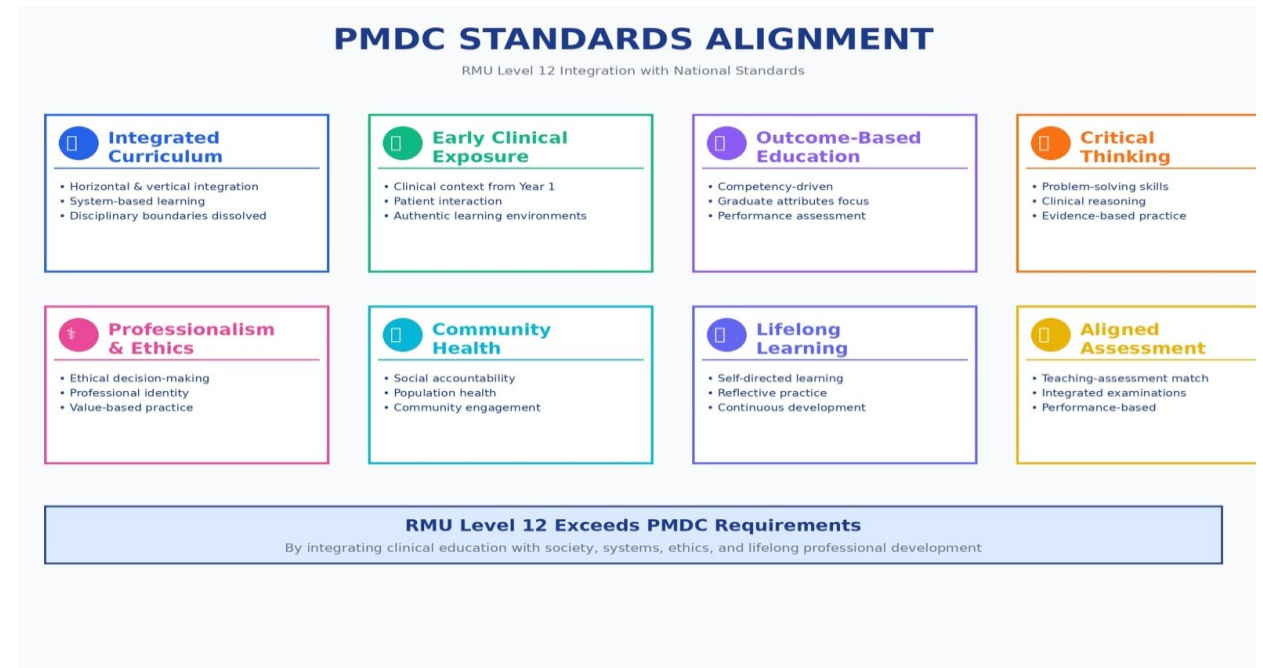 PMDC STANDARDS ALIGNMENT
RMU Level 12 Integration with National Standards
Integrated
Curriculum
• Horizontal & vertical integration
• System-based learning
• Disciplinary boundaries dissolved
Early Clinical
Exposure
• Clinical context from Year 1
• Patient interaction
• Authentic learning environments
Outcome-Based
Education
• Competency-driven
• Graduate attributes focus
• Performance assessment
Critical
Thinking
• Problem-solving skills
• Clinical reasoning
• Evidence-based practice
Professionalism
& Ethics
• Ethical decision-making
• Professional identity
• Value-based practice
Community
Health
• Social accountability
• Population health
• Community engagement
Lifelong
Learning
• Self-directed learning
• Reflective practice
• Continuous development
Aligned
Assessment
• Teaching-assessment match
• Integrated examinations
• Performance-based
RMU Level 12 Exceeds PMDC Requirements
By integrating clinical education with society, systems, ethics, and lifelong professional development